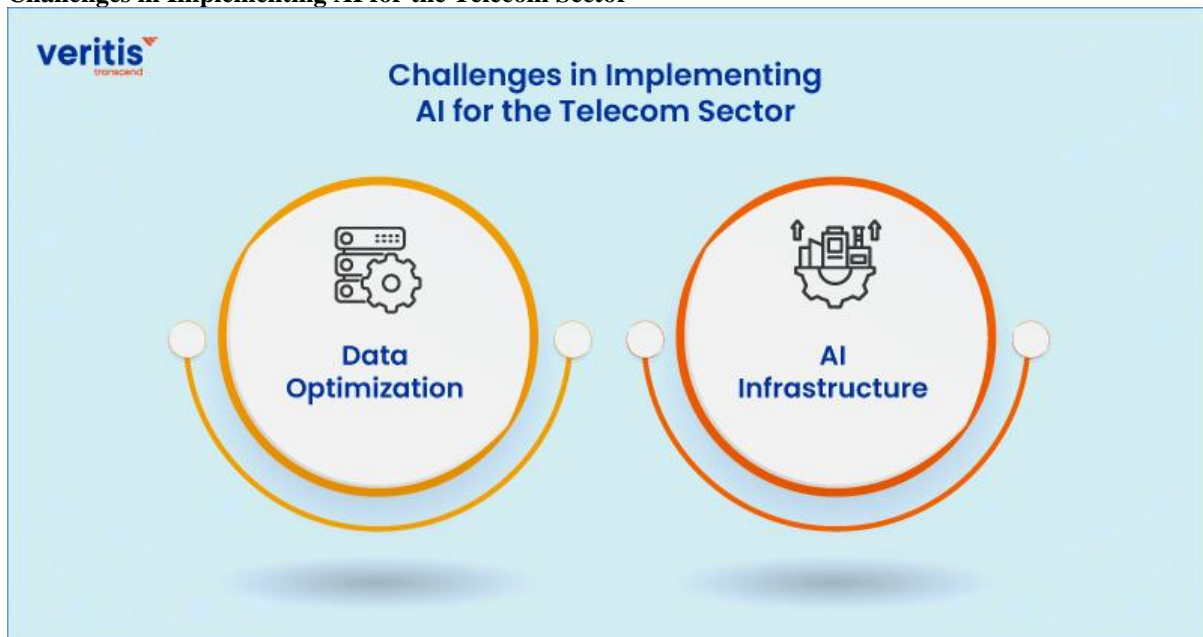 Challenges in Implementing AI for the Telecom Sector
veritis
transcend
Challenges in Implementing
AI for the Telecom Sector
Data
Optimization
AI
Infrastructure